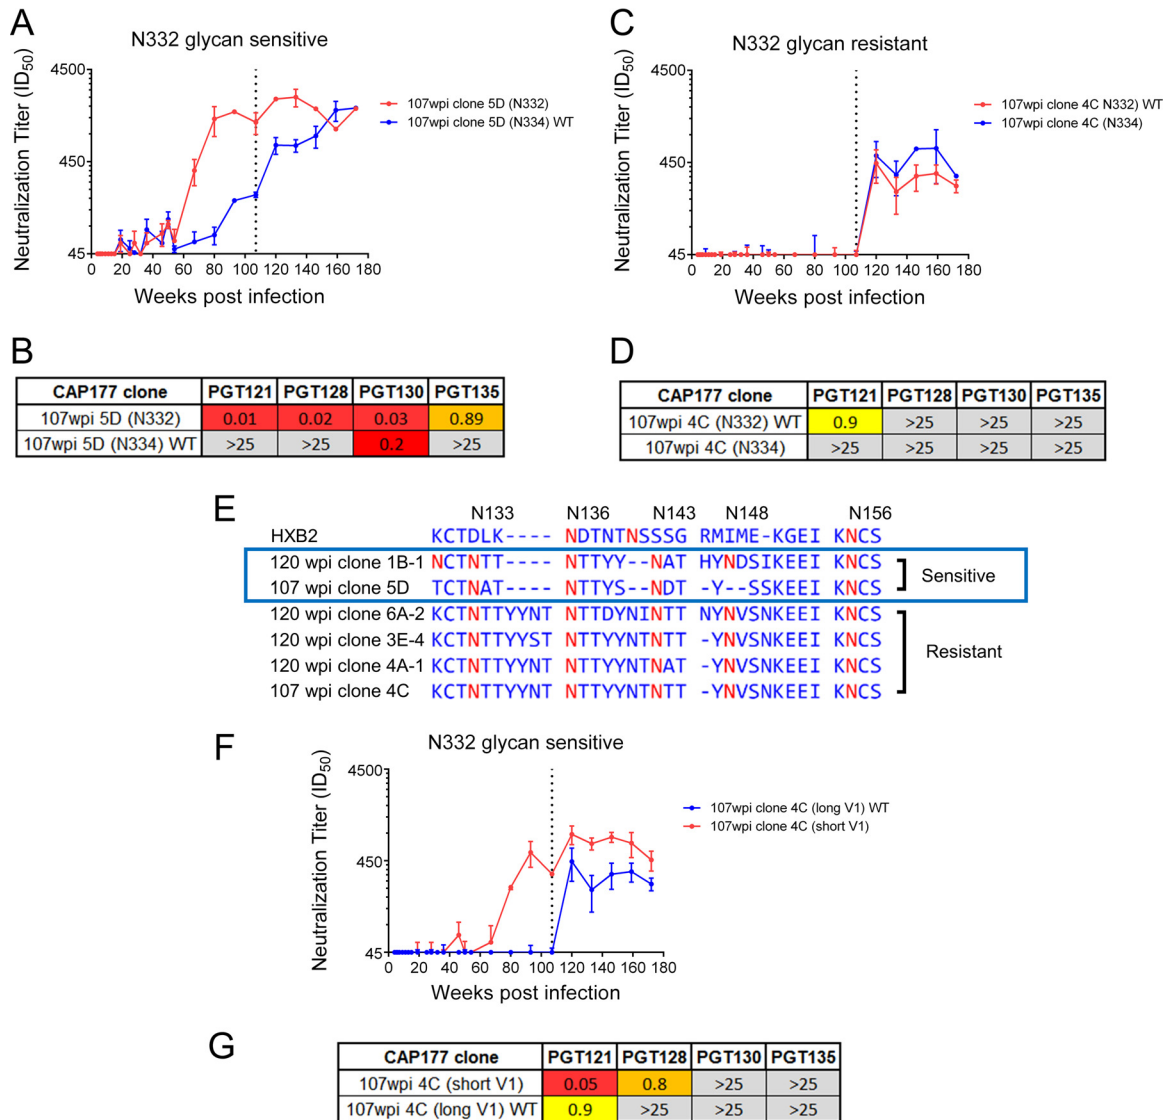 A
N332 glycan sensitive
Neutralization Titer (ID50)
4500
450
45
0 20 40 60 80 100 120 140 160 180
Weeks post infection
107wpi clone 5D (N332)
107wpi clone 5D (N334) WT
C
N332 glycan resistant
Neutralization Titer (ID50)
4500
450
45
0 20 40 60 80 100 120 140 160 180
Weeks post infection
107wpi clone 4C N332) WT
107wpi clone 4C (N334)
B
CAP177 clone PGT121 PGT128 PGT130 PGT135
107wpi 5D (N332) 0.01 0.02 0.03 0.89
107wpi 5D (N334) WT >25 >25 0.2 >25
D
CAP177 clone PGT121 PGT128 PGT130 PGT135
107wpi 4C (N332) WT 0.9 >25 >25 >25
107wpi 4C (N334) >25 >25 >25 >25
E
N133 N136 N143 N148 N156
HXB2 KCTDLK---- NDTNTNSSSG RMIME-KGEI KNCS
120 wpi clone 1B-1 NCTNTT---- NTTYY--NAT HYNDSIKEEI KNCS
107 wpi clone 5D TCTNAT---- NTTYS--NDT -Y--SSKEEI KNCS
Sensitive
120 wpi clone 6A-2 KCTNTTYYNT NTTDYNINTT NYNVSNKEEI KNCS
120 wpi clone 3E-4 KCTNTTYYST NTTYYNTNTT -YNVSNKEEI KNCS
120 wpi clone 4A-1 KCTNTTYYNT NTTYYNTNAT -YNVSNKEEI KNCS
107 wpi clone 4C KCTNTTYYNT NTTYYNTNTT -YNVSNKEEI KNCS
Resistant
F
N332 glycan sensitive
Neutralization Titer (ID50)
4500
450
45
0 20 40 60 80 100 120 140 160 180
Weeks post infection
107wpi clone 4C (long V1) WT
107wpi clone 4C (short V1)
G
CAP177 clone PGT121 PGT128 PGT130 PGT135
107wpi 4C (short V1) 0.05 0.8 >25 >25
107wpi 4C (long V1) WT 0.9 >25 >25 >25